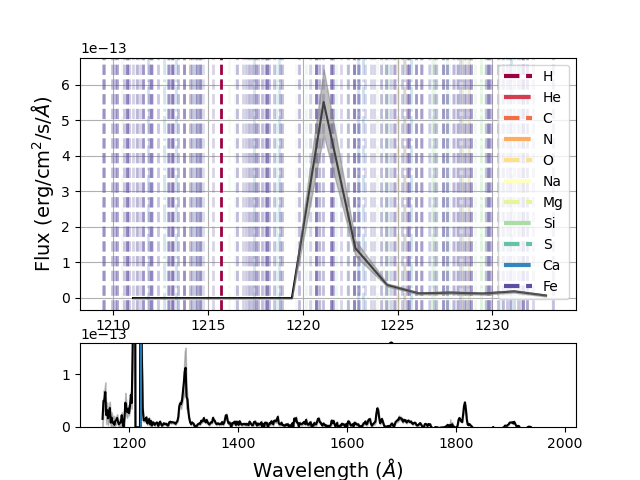 1e−13
Flux (erg/cm²/s/Å)
6
5
4
3
2
1
0
1210 1215 1220 1225 1230
H
He
C
N
O
Na
Mg
Si
S
Ca
Fe
1e−13
1
0
1200 1400 1600 1800 2000
Wavelength (Å)